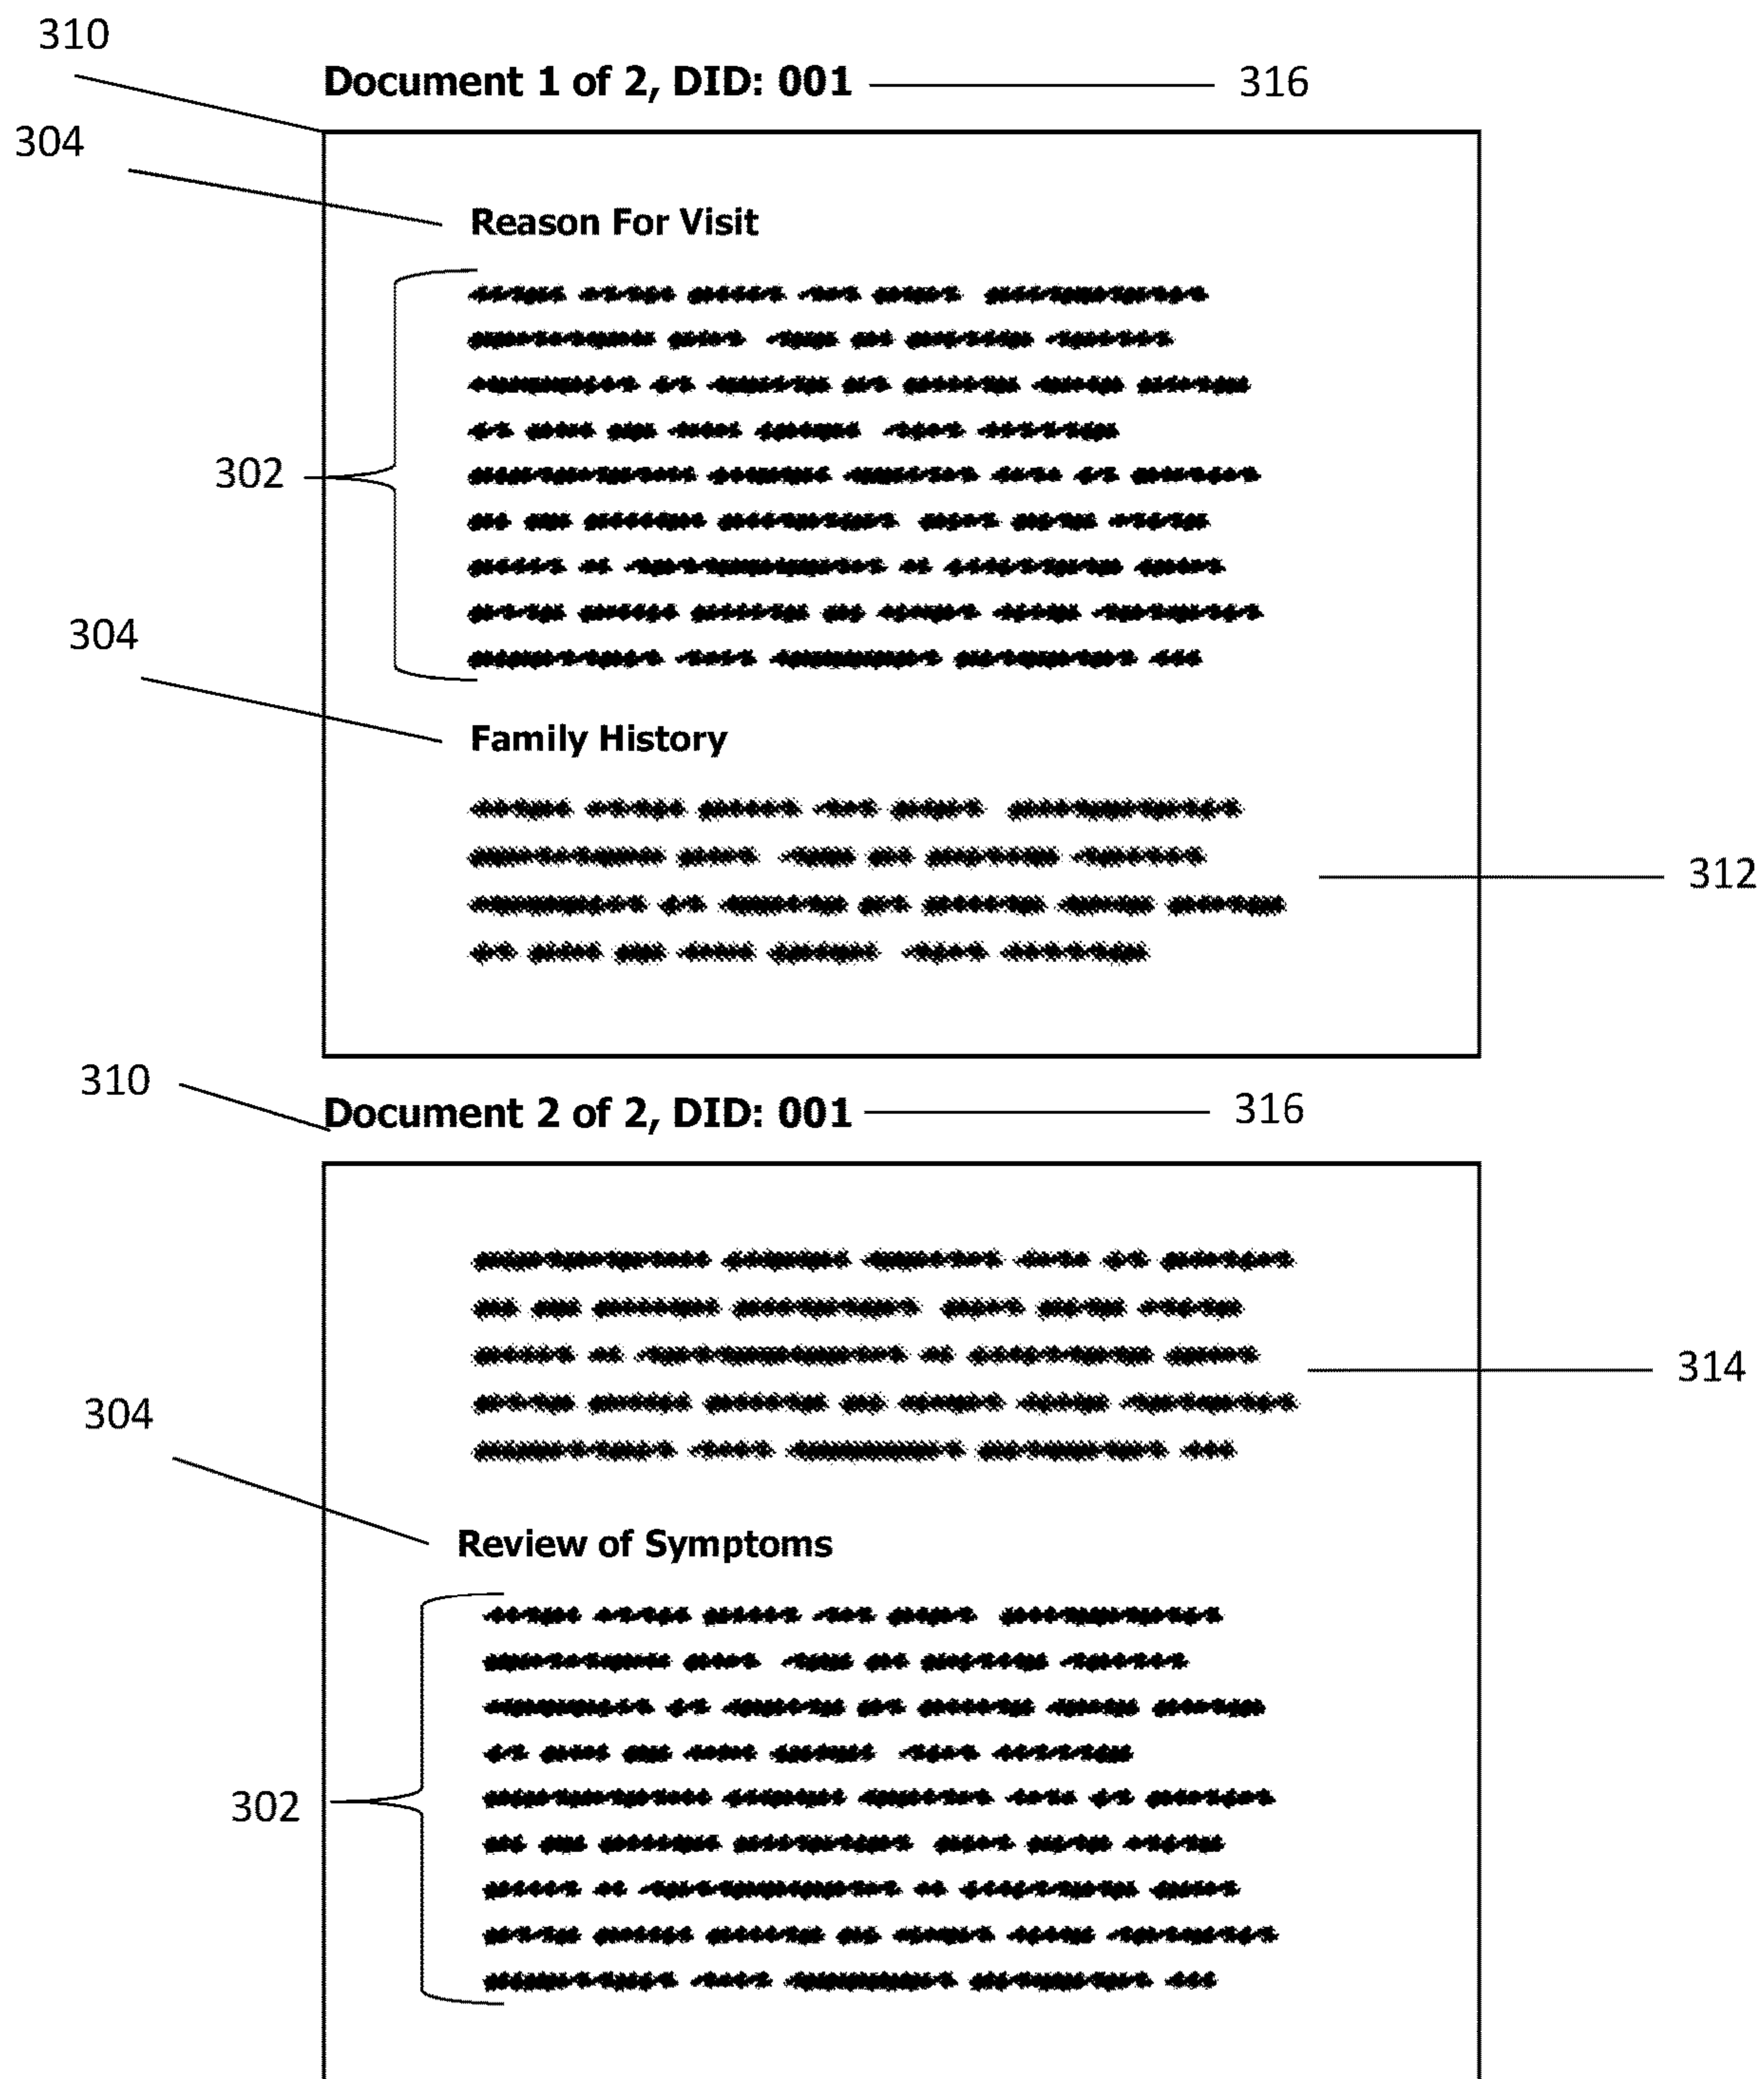 310
Document 1 of 2, DID: 001 316
304
Reason For Visit
302
304
Family History
312
310
Document 2 of 2, DID: 001 316
314
304
Review of Symptoms
302